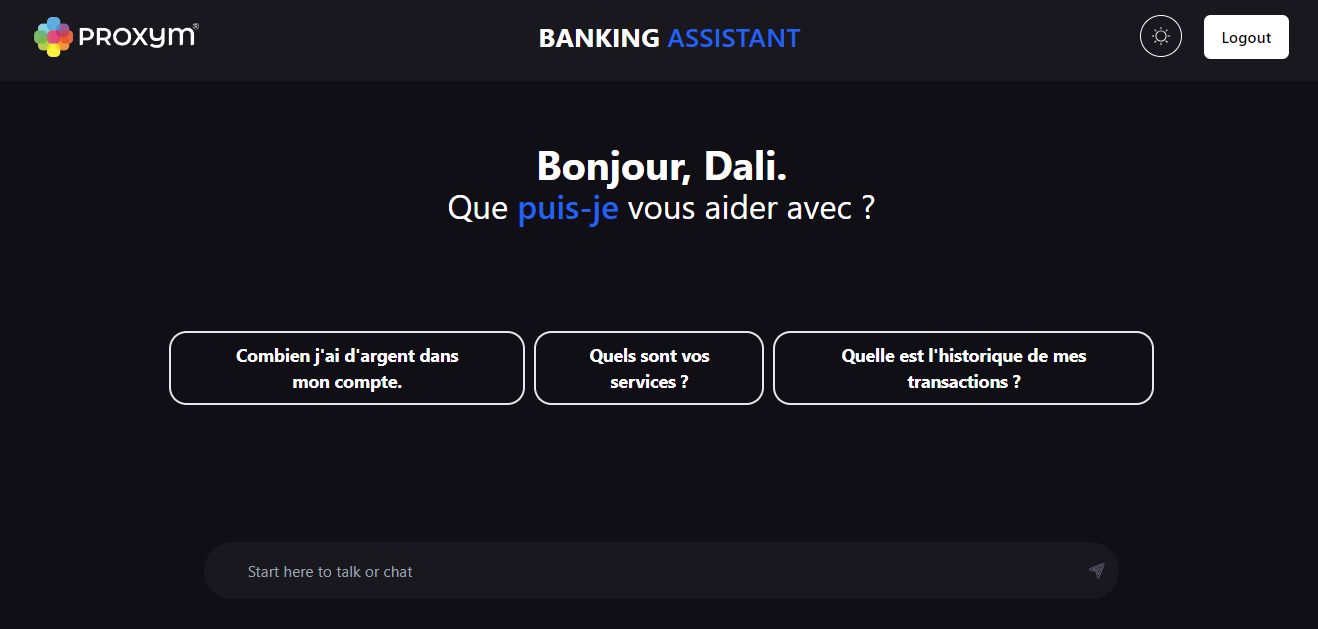 PROXYM®
BANKING ASSISTANT
Logout
Bonjour, Dali.
Que puis-je vous aider avec ?
Combien j'ai d'argent dans
mon compte.
Quels sont vos
services ?
Quelle est l'historique de mes
transactions ?
Start here to talk or chat